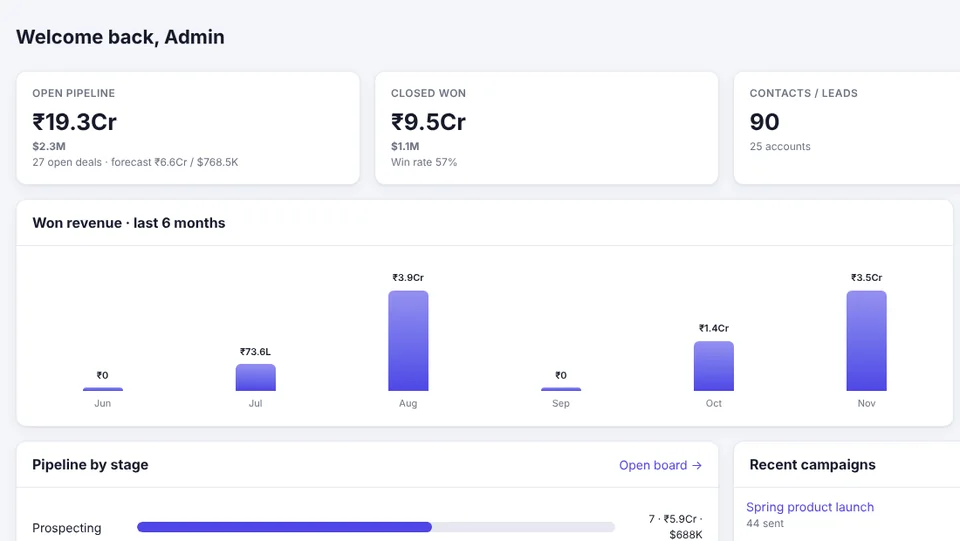 Welcome back, Admin
OPEN PIPELINE
₹19.3Cr
$2.3M
27 open deals · forecast ₹6.6Cr / $768.5K
CLOSED WON
₹9.5Cr
$1.1M
Win rate 57%
CONTACTS / LEADS
90
25 accounts
Won revenue · last 6 months
₹0
₹73.6L
₹3.9Cr
₹0
₹1.4Cr
₹3.5Cr
Jun
Jul
Aug
Sep
Oct
Nov
Pipeline by stage
Open board →
Prospecting
7 · ₹5.9Cr ·
$688K
Recent campaigns
Spring product launch
44 sent